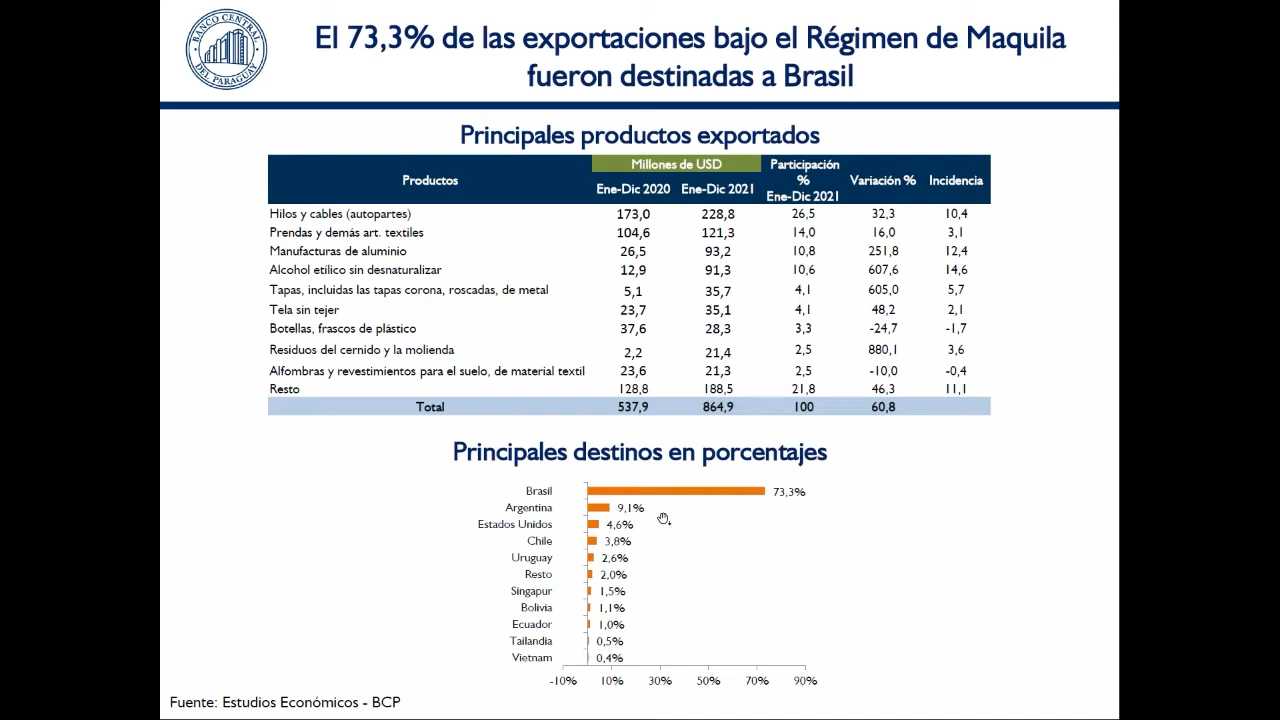 BANCO CENTRAL
DEL PARAGUAY
El 73,3% de las exportaciones bajo el Régimen de Maquila
fueron destinadas a Brasil
Principales productos exportados
Productos Millones de USD Participación % Ene-Dic 2021 Variación % Incidencia
Ene-Dic 2020 Ene-Dic 2021
Hilos y cables (autopartes) 173,0 228,8 26,5 32,3 10,4
Prendas y demás art. textiles 104,6 121,3 14,0 16,0 3,1
Manufacturas de aluminio 26,5 93,2 10,8 251,8 12,4
Alcohol etílico sin desnaturalizar 12,9 91,3 10,6 607,6 14,6
Tapas, incluidas las tapas corona, roscadas, de metal 5,1 35,7 4,1 605,0 5,7
Tela sin tejer 23,7 35,1 4,1 48,2 2,1
Botellas, frascos de plástico 37,6 28,3 3,3 -24,7 -1,7
Residuos del cernido y la molienda 2,2 21,4 2,5 880,1 3,6
Alfombras y revestimientos para el suelo, de material textil 23,6 21,3 2,5 -10,0 -0,4
Resto 128,8 188,5 21,8 46,3 11,1
Total 537,9 864,9 100 60,8
Principales destinos en porcentajes
Brasil 73,3%
Argentina 9,1%
Estados Unidos 4,6%
Chile 3,8%
Uruguay 2,6%
Resto 2,0%
Singapur 1,5%
Bolivia 1,1%
Ecuador 1,0%
Tailandia 0,5%
Vietnam 0,4%
-10% 10% 30% 50% 70% 90%
Fuente: Estudios Económicos - BCP